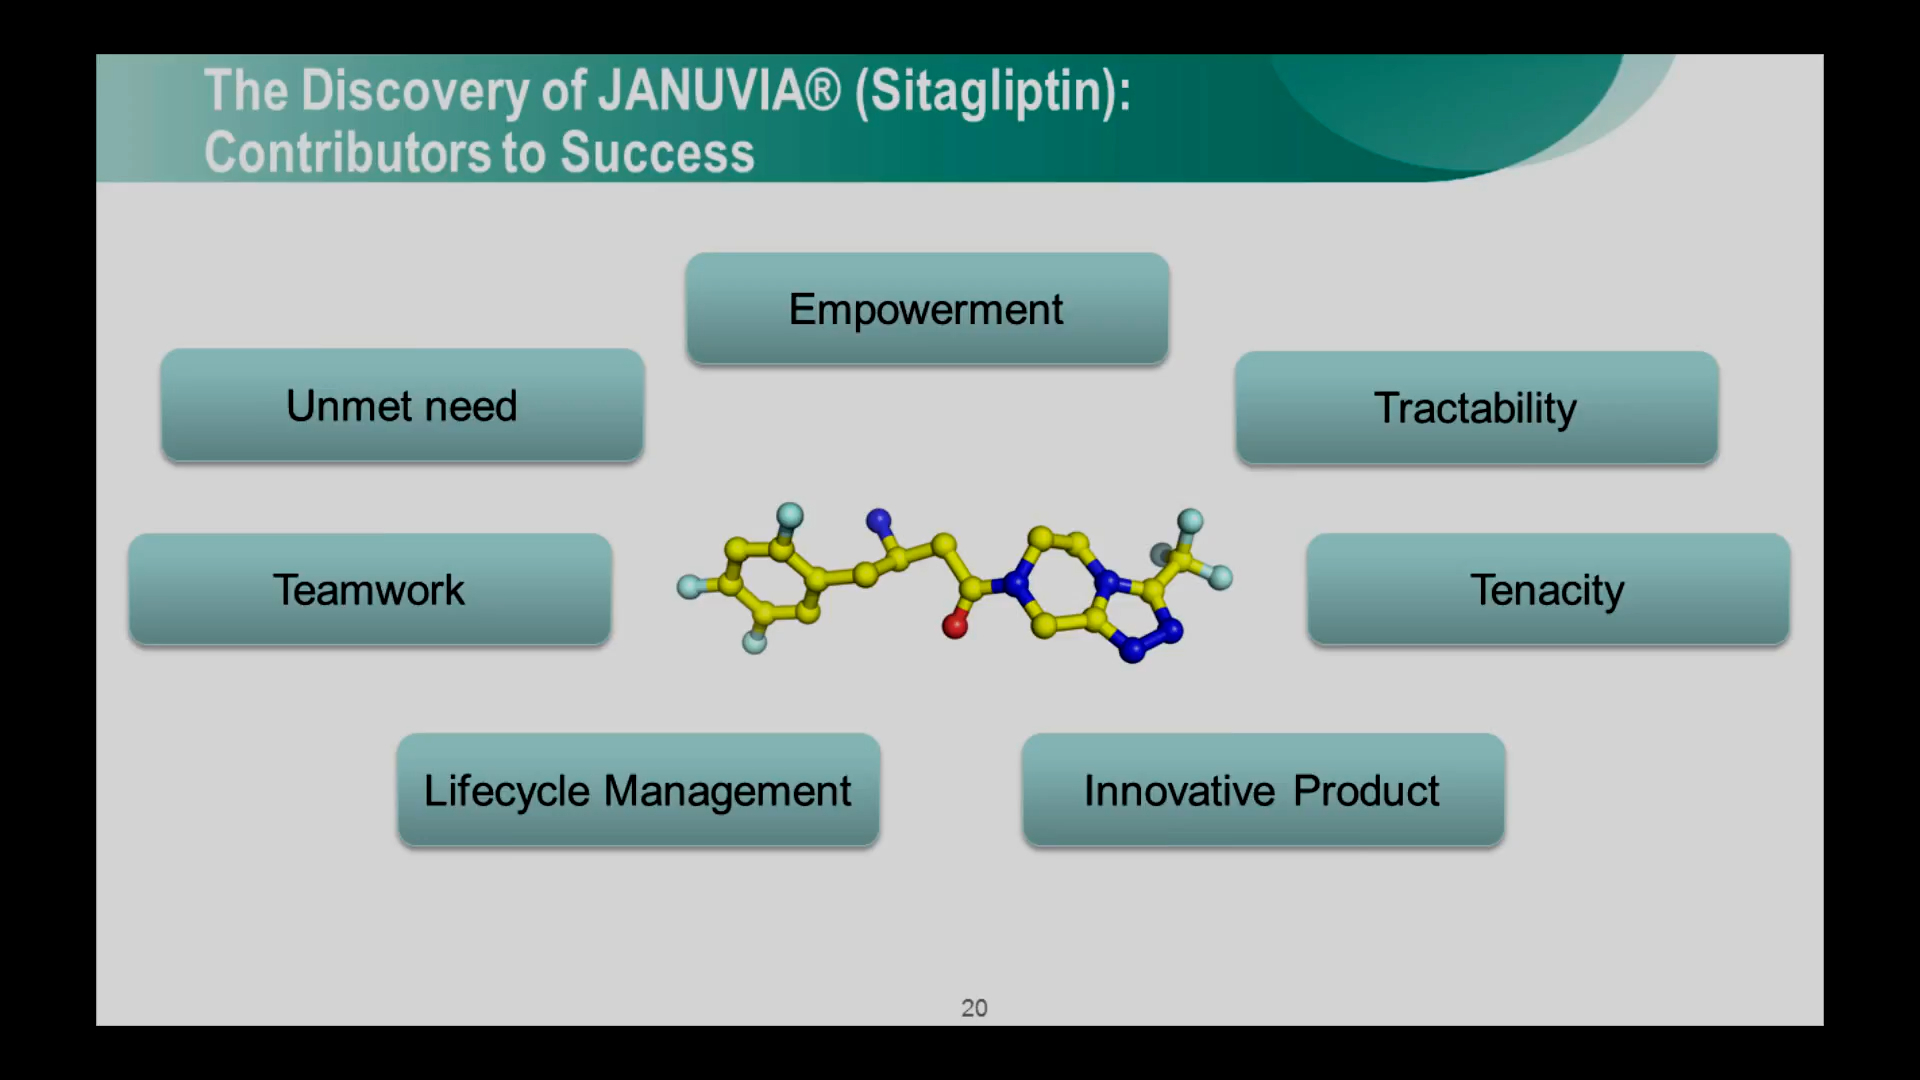 The Discovery of JANUVIA® (Sitagliptin):
Contributors to Success
Empowerment
Unmet need
Tractability
Teamwork
Tenacity
Lifecycle Management
Innovative Product
20